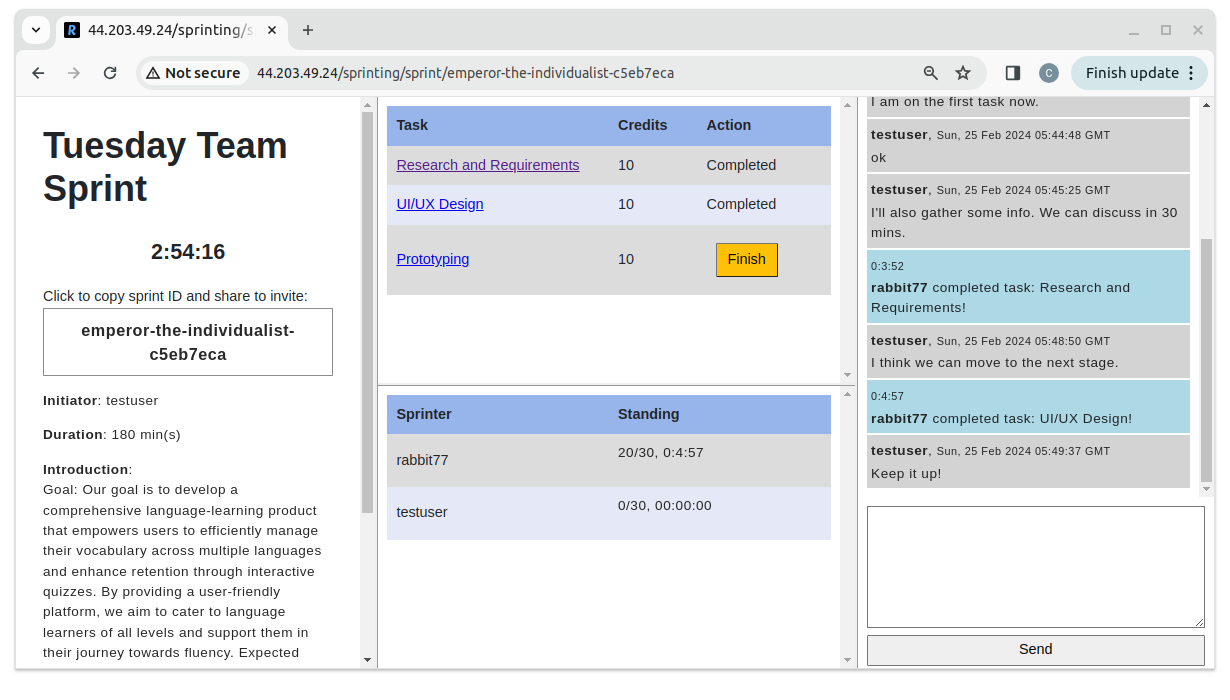 44.203.49.24/sprinting/s
Not secure
44.203.49.24/sprinting/sprint/emperor-the-individualist-c5eb7eca
C
Finish update
Tuesday Team
Sprint
2:54:16
Click to copy sprint ID and share to invite:
emperor-the-individualist-
c5eb7eca
Initiator: testuser
Duration: 180 min(s)
Introduction:
Goal: Our goal is to develop a
comprehensive language-learning product
that empowers users to efficiently manage
their vocabulary across multiple languages
and enhance retention through interactive
quizzes. By providing a user-friendly
platform, we aim to cater to language
learners of all levels and support them in
their journey towards fluency. Expected
Task Credits Action
Research and Requirements 10 Completed
UI/UX Design 10 Completed
Prototyping 10 Finish
Sprinter Standing
rabbit77 20/30, 0:4:57
testuser 0/30, 00:00:00
I am on the first task now.
testuser, Sun, 25 Feb 2024 05:44:48 GMT
ok
testuser, Sun, 25 Feb 2024 05:45:25 GMT
I'll also gather some info. We can discuss in 30
mins.
0:3:52
rabbit77 completed task: Research and
Requirements!
testuser, Sun, 25 Feb 2024 05:48:50 GMT
I think we can move to the next stage.
0:4:57
rabbit77 completed task: UI/UX Design!
testuser, Sun, 25 Feb 2024 05:49:37 GMT
Keep it up!
Send